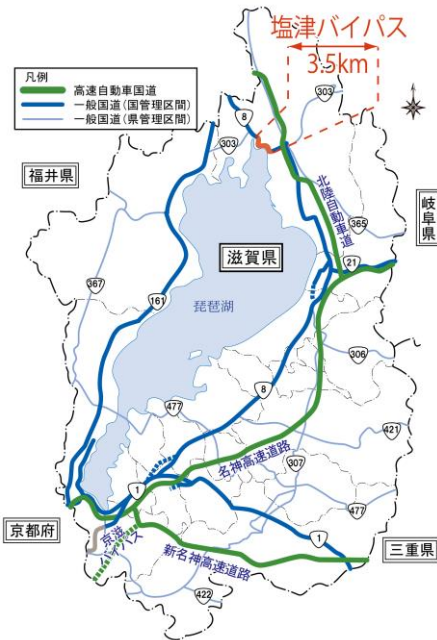 塩津バイパス
3.5km
凡例
高速自動車国道
一般国道(国管理区間)
一般国道(県管理区間)
8
303
303
福井県
北陸自動車道
岐阜県
365
滋賀県
21
367
161
琵琶湖
306
8
477
421
名神高速道路
307
1
477
京都府
京滋バイパス
1
新名神高速道路
三重県
422